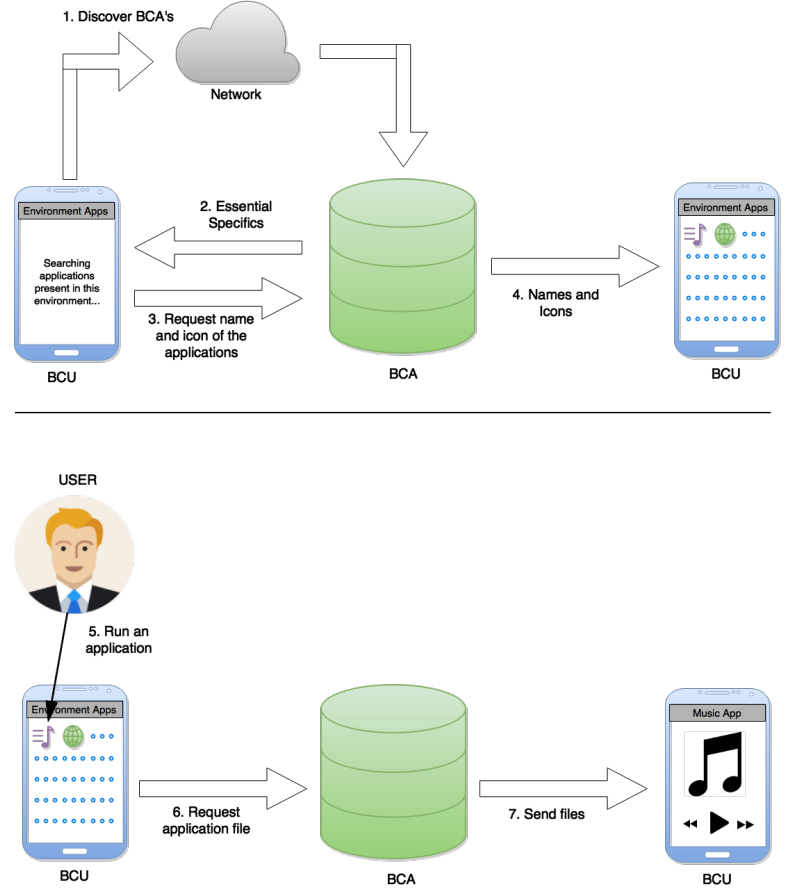 1. Discover BCA's
Network
Environment Apps
Searching
applications
present in this
environment...
BCU
2. Essential
Specifics
3. Request name
and icon of the
applications
BCA
4. Names and
Icons
Environment Apps
BCU
USER
5. Run an
application
Environment Apps
BCU
6. Request
application file
BCA
7. Send files
Music App
BCU